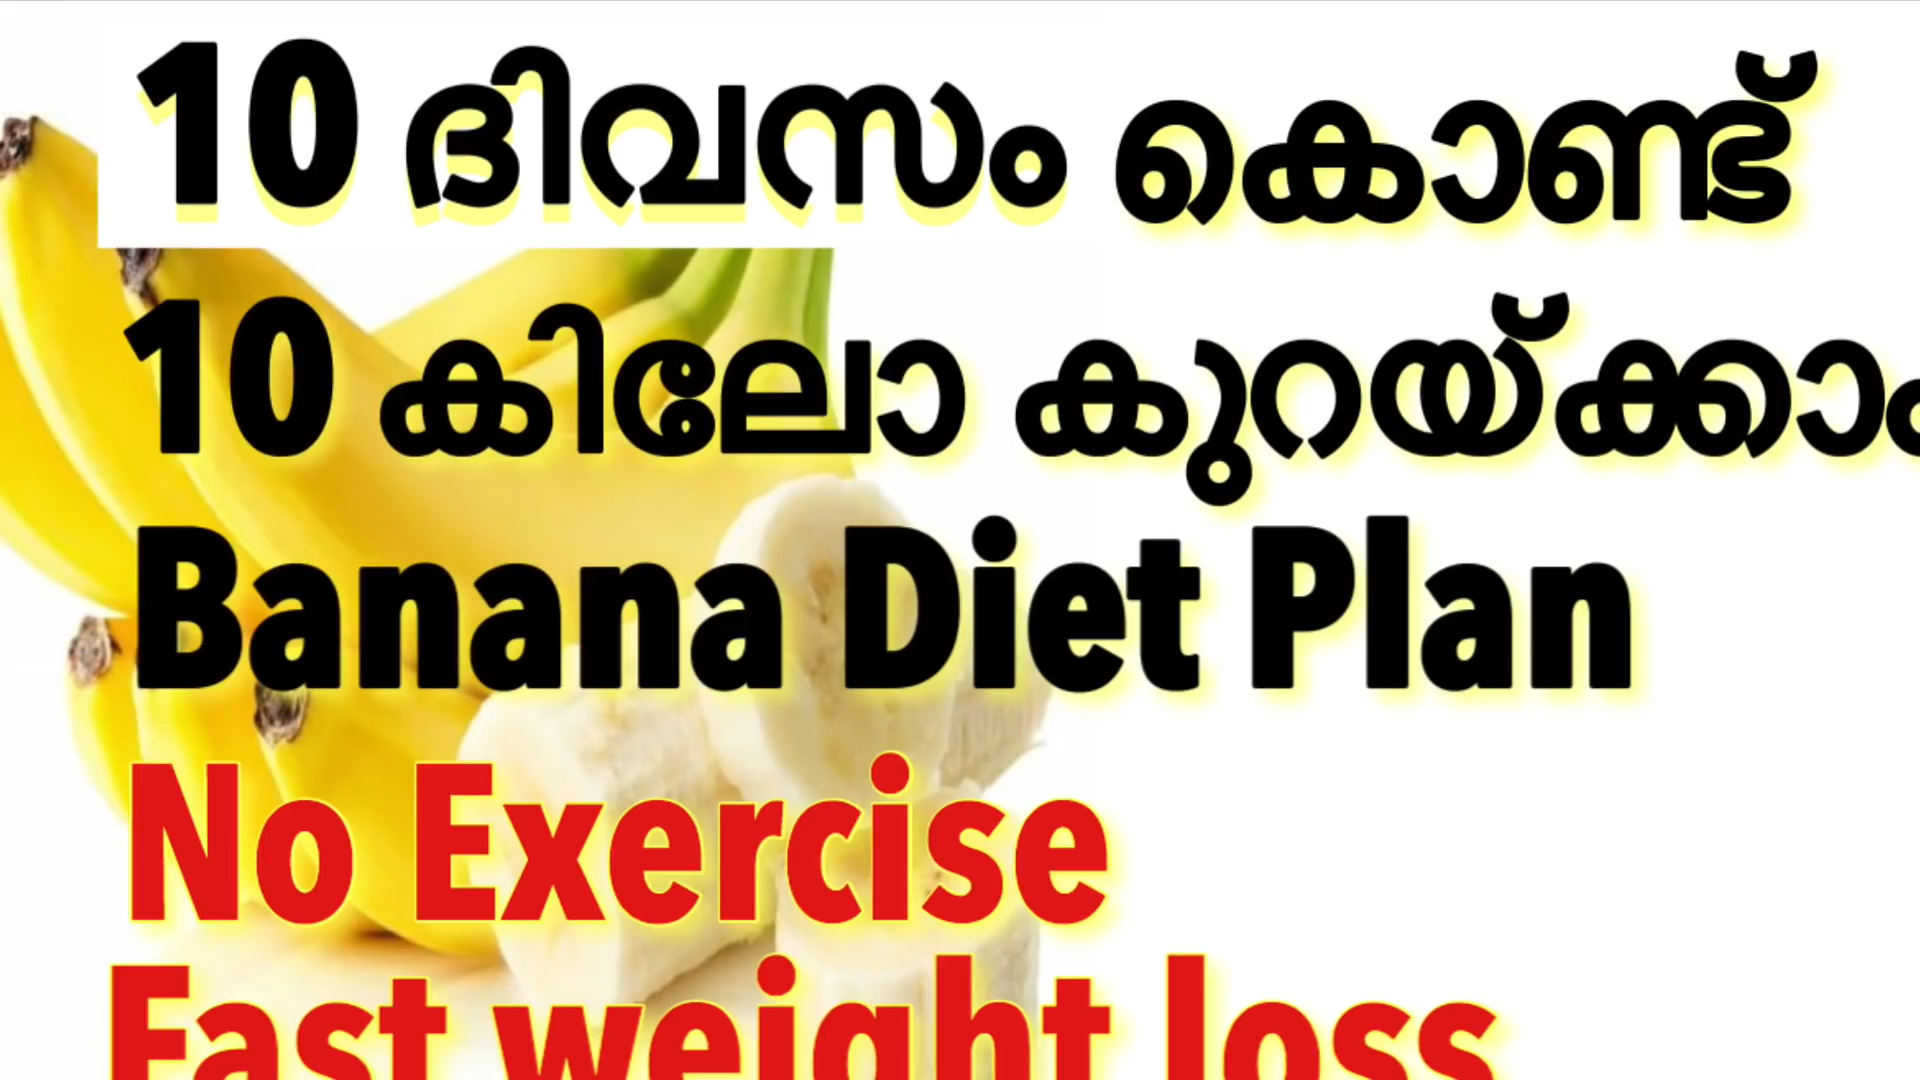 10 ദിവസം കൊണ്ട്
10 കിലോ കുറയ്ക്കാം
Banana Diet Plan
No Exercise
Fast weight loss